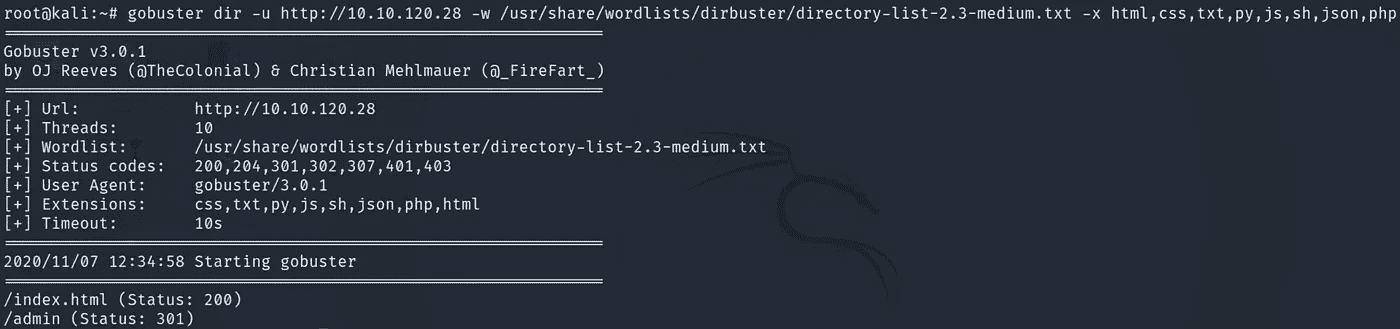 root@kali:~# gobuster dir -u http://10.10.120.28 -w /usr/share/wordlists/dirbuster/directory-list-2.3-medium.txt -x html,css,txt,py,js,sh,json,php
===============================================================
Gobuster v3.0.1
by OJ Reeves (@TheColonial) & Christian Mehlmauer (@_FireFart_)
===============================================================
[+] Url:            http://10.10.120.28
[+] Threads:        10
[+] Wordlist:       /usr/share/wordlists/dirbuster/directory-list-2.3-medium.txt
[+] Status codes:   200,204,301,302,307,401,403
[+] User Agent:     gobuster/3.0.1
[+] Extensions:     css,txt,py,js,sh,json,php,html
[+] Timeout:        10s
===============================================================
2020/11/07 12:34:58 Starting gobuster
===============================================================
/index.html (Status: 200)
/admin (Status: 301)